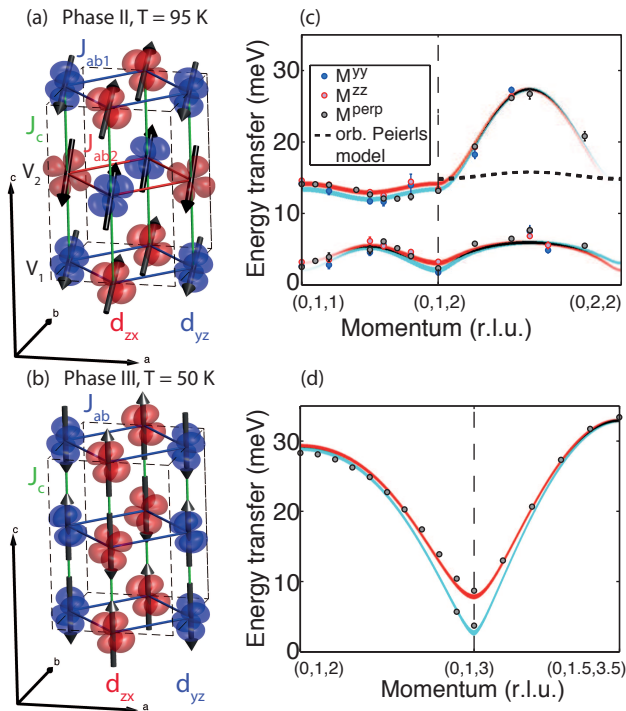 (a) Phase II, T = 95 K
J_ab1
J_c
J_ab2
V_2
V_1
c
b
a
d_zx d_yz
(b) Phase III, T = 50 K
J_ab
J_c
c
b
a
d_zx d_yz
(c)
Energy transfer (meV)
30
20
10
0
M^yy
M^zz
M^perp
orb. Peierls
model
(0,1,1) (0,1,2) (0,2,2)
Momentum (r.l.u.)
(d)
Energy transfer (meV)
40
30
20
10
0
(0,1,2) (0,1,3) (0,1.5,3.5)
Momentum (r.l.u.)